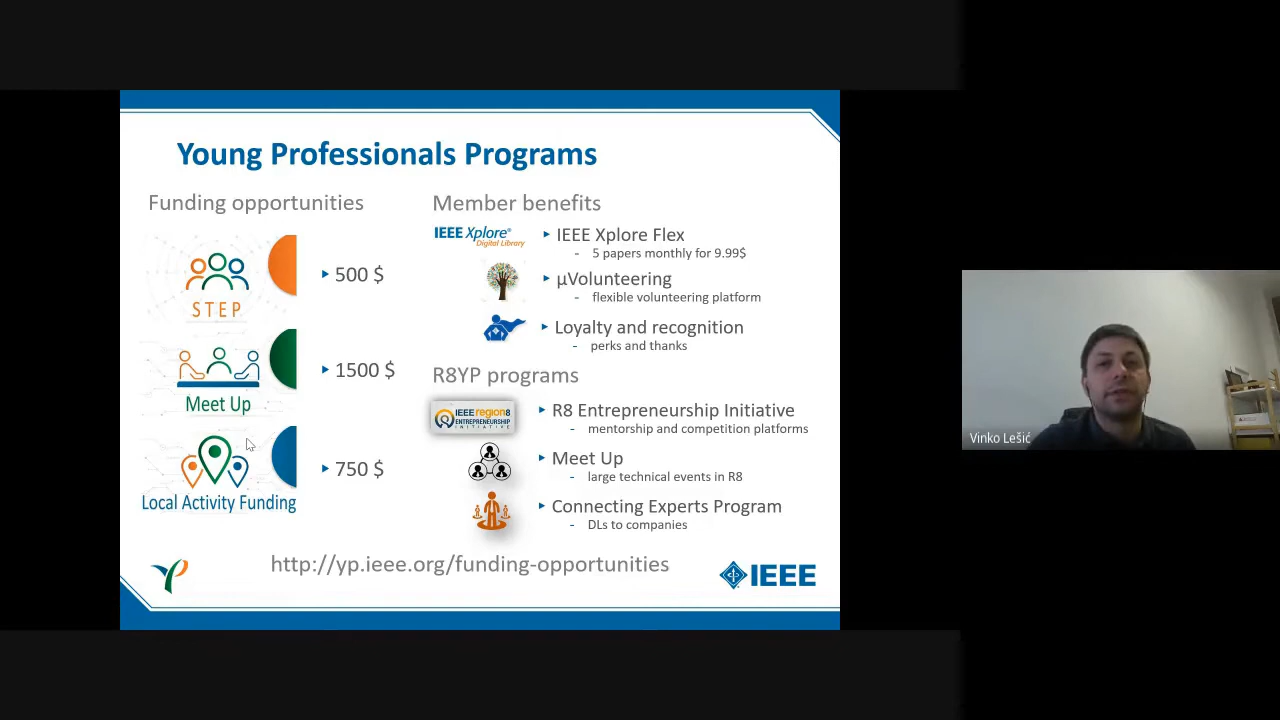 Young Professionals Programs
Funding opportunities
STEP
500 $
Meet Up
1500 $
Local Activity Funding
750 $
Member benefits
IEEE Xplore®
Digital Library
IEEE Xplore Flex
- 5 papers monthly for 9.99$
µVolunteering
- flexible volunteering platform
Loyalty and recognition
- perks and thanks
R8YP programs
IEEE region8
ENTREPRENEURSHIP
INITIATIVE
R8 Entrepreneurship Initiative
- mentorship and competition platforms
Meet Up
- large technical events in R8
Connecting Experts Program
- DLs to companies
http://yp.ieee.org/funding-opportunities
IEEE
Vinko Lešić